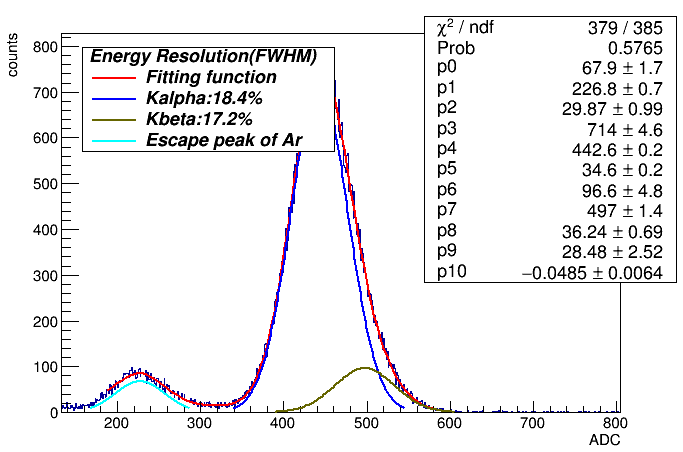 counts
800
700
600
500
400
300
200
100
0
200
300
400
500
600
700
800
ADC
Energy Resolution(FWHM)
Fitting function
Kalpha:18.4%
Kbeta:17.2%
Escape peak of Ar
χ² / ndf 379 / 385
Prob 0.5765
p0 67.9 ± 1.7
p1 226.8 ± 0.7
p2 29.87 ± 0.99
p3 714 ± 4.6
p4 442.6 ± 0.2
p5 34.6 ± 0.2
p6 96.6 ± 4.8
p7 497 ± 1.4
p8 36.24 ± 0.69
p9 28.48 ± 2.52
p10 −0.0485 ± 0.0064